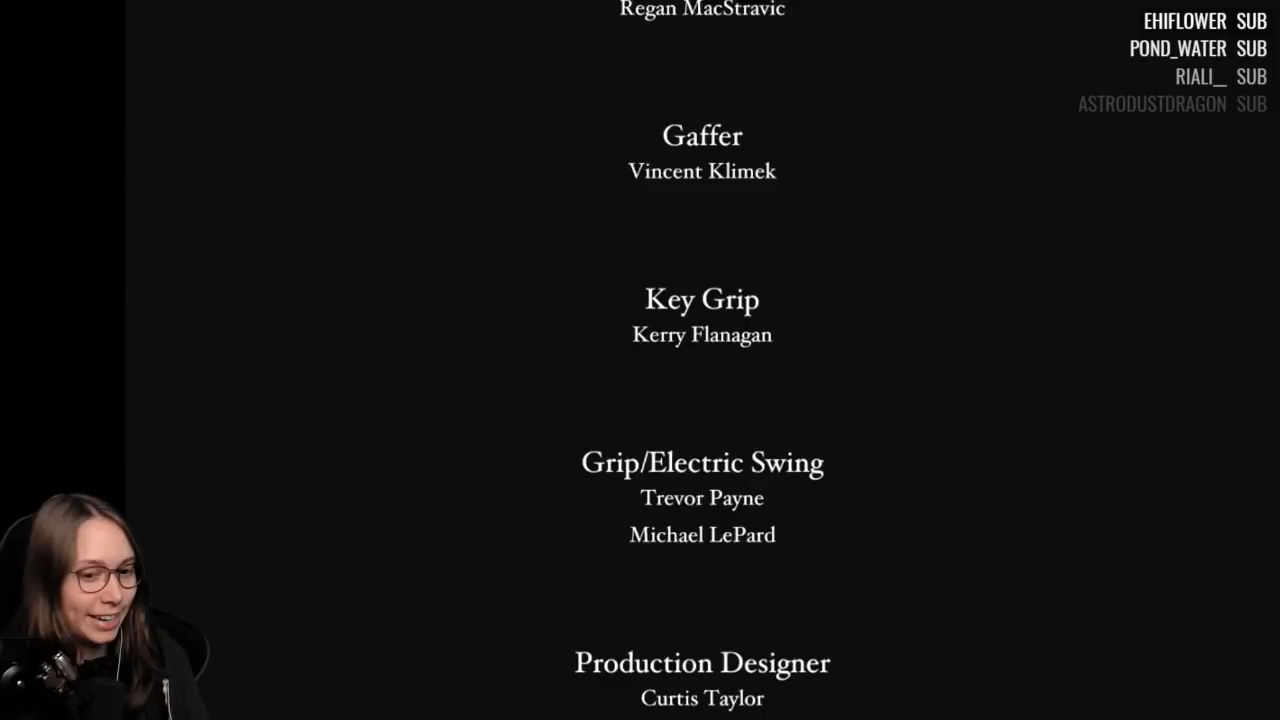 Regan MacStravic
EHIFLOWER SUB
POND_WATER SUB
RIALI__ SUB
ASTRODUSTDRAGON SUB
Gaffer
Vincent Klimek
Key Grip
Kerry Flanagan
Grip/Electric Swing
Trevor Payne
Michael LePard
Production Designer
Curtis Taylor